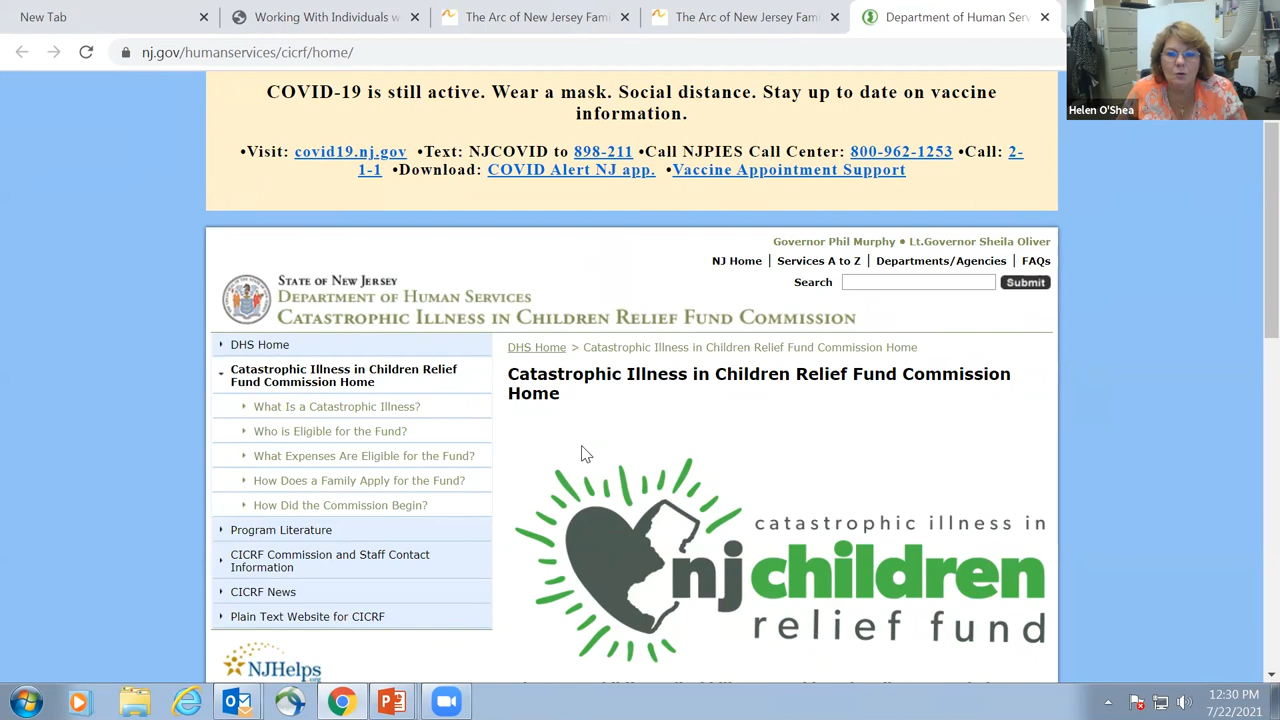 New Tab
Working With Individuals w
The Arc of New Jersey Fami
The Arc of New Jersey Fami
Department of Human Serv
nj.gov/humanservices/cicrf/home/
Helen O'Shea
COVID-19 is still active. Wear a mask. Social distance. Stay up to date on vaccine
information.
•Visit: covid19.nj.gov •Text: NJCOVID to 898-211 •Call NJPIES Call Center: 800-962-1253 •Call: 2-
1-1 •Download: COVID Alert NJ app. •Vaccine Appointment Support
Governor Phil Murphy • Lt.Governor Sheila Oliver
NJ Home | Services A to Z | Departments/Agencies | FAQs
Search Submit
STATE OF NEW JERSEY
DEPARTMENT OF HUMAN SERVICES
CATASTROPHIC ILLNESS IN CHILDREN RELIEF FUND COMMISSION
DHS Home
Catastrophic Illness in Children Relief
Fund Commission Home
What Is a Catastrophic Illness?
Who is Eligible for the Fund?
What Expenses Are Eligible for the Fund?
How Does a Family Apply for the Fund?
How Did the Commission Begin?
Program Literature
CICRF Commission and Staff Contact
Information
CICRF News
Plain Text Website for CICRF
NJHelps
.org
DHS Home > Catastrophic Illness in Children Relief Fund Commission Home
Catastrophic Illness in Children Relief Fund Commission
Home
catastrophic illness in
nj children
relief fund
12:30 PM
7/22/2021